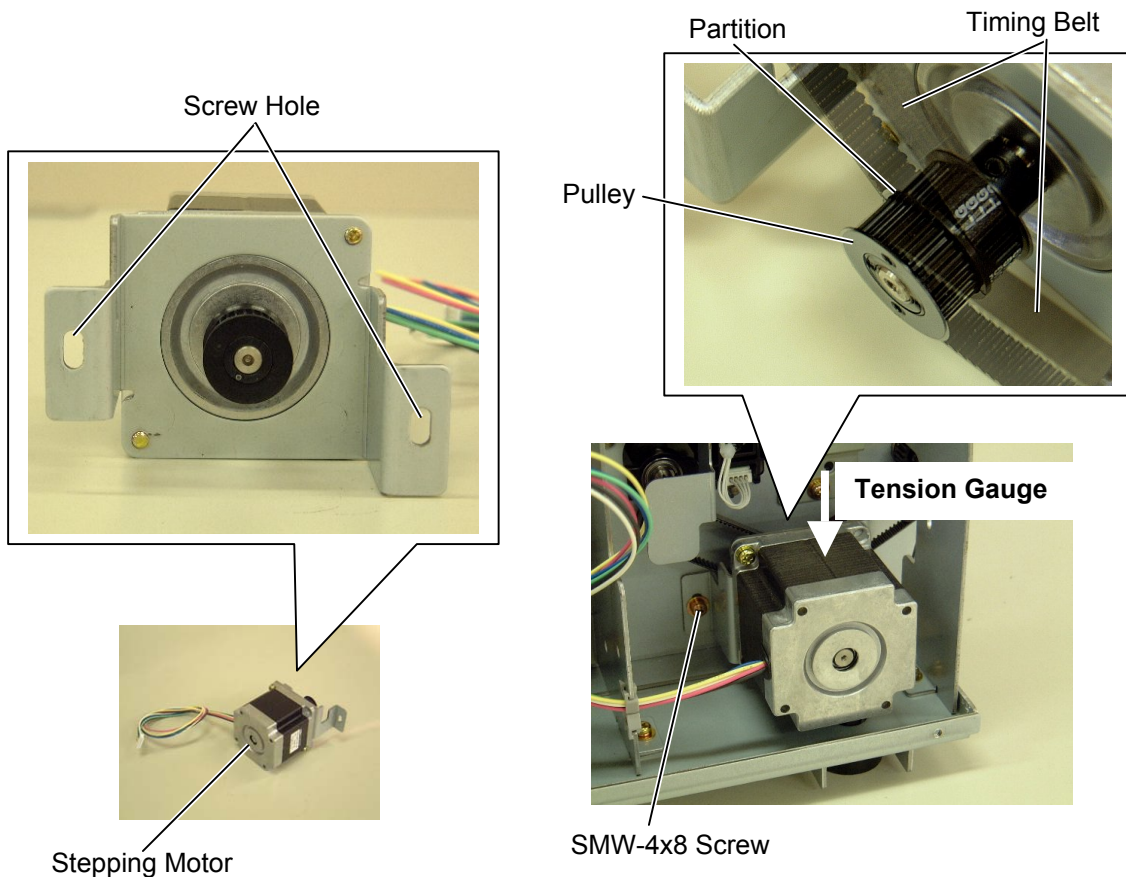 Partition
Timing Belt
Screw Hole
Pulley
Tension Gauge
Stepping Motor
SMW-4x8 Screw